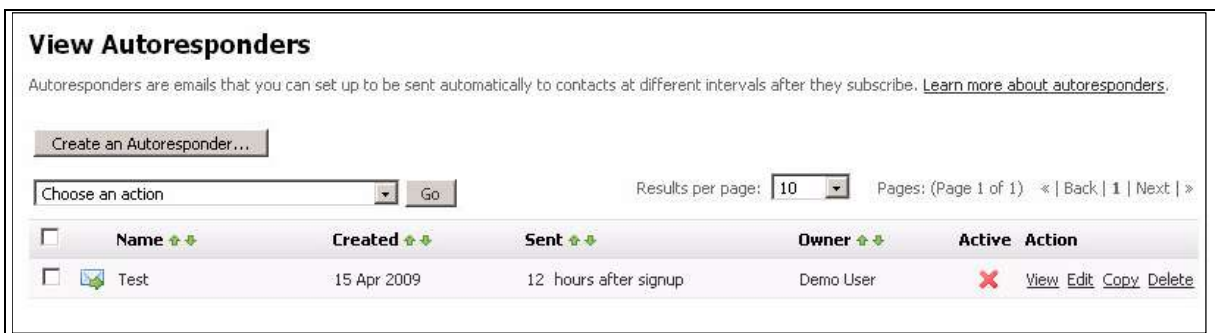 View Autoresponders
Autoresponders are emails that you can set up to be sent automatically to contacts at different intervals after they subscribe. Learn more about autoresponders.
Create an Autoresponder...
Choose an action Go Results per page: 10 Pages: (Page 1 of 1) « | Back | 1 | Next | »
Name Created Sent Owner Active Action
Test 15 Apr 2009 12 hours after signup Demo User View Edit Copy Delete